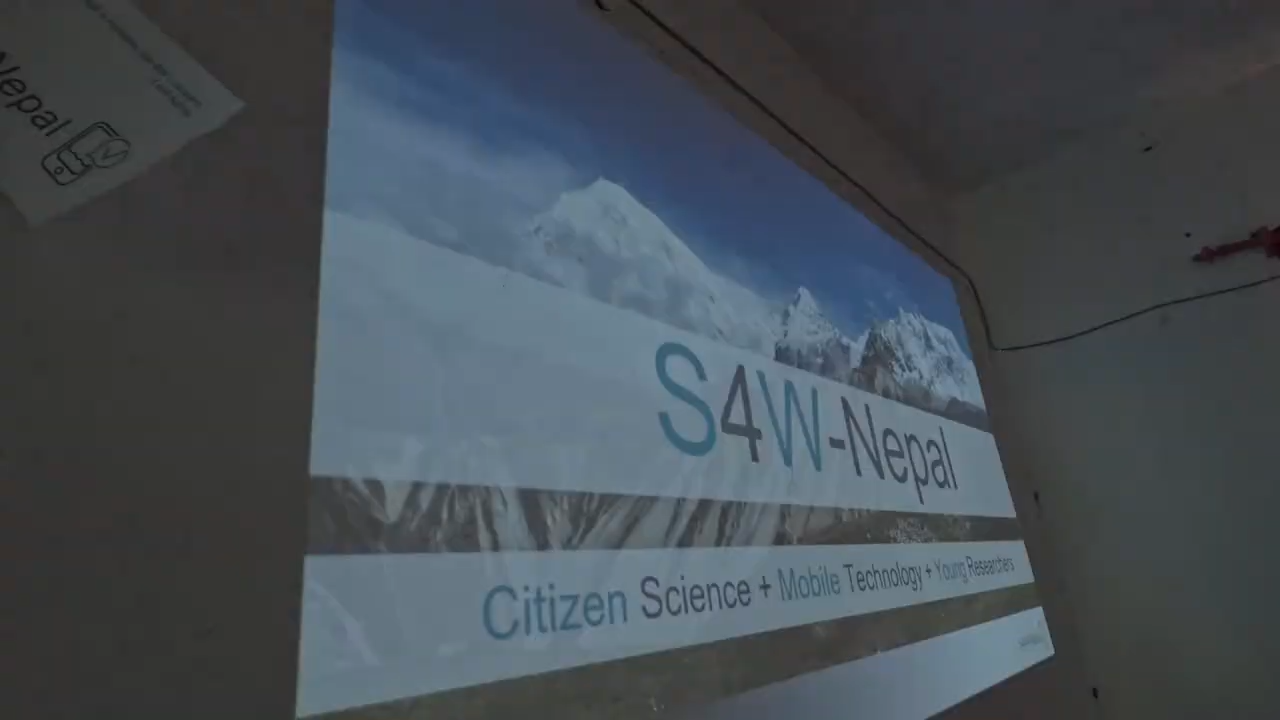 Nepal
S4W-Nepal
Citizen Science + Mobile Technology + Young Researchers